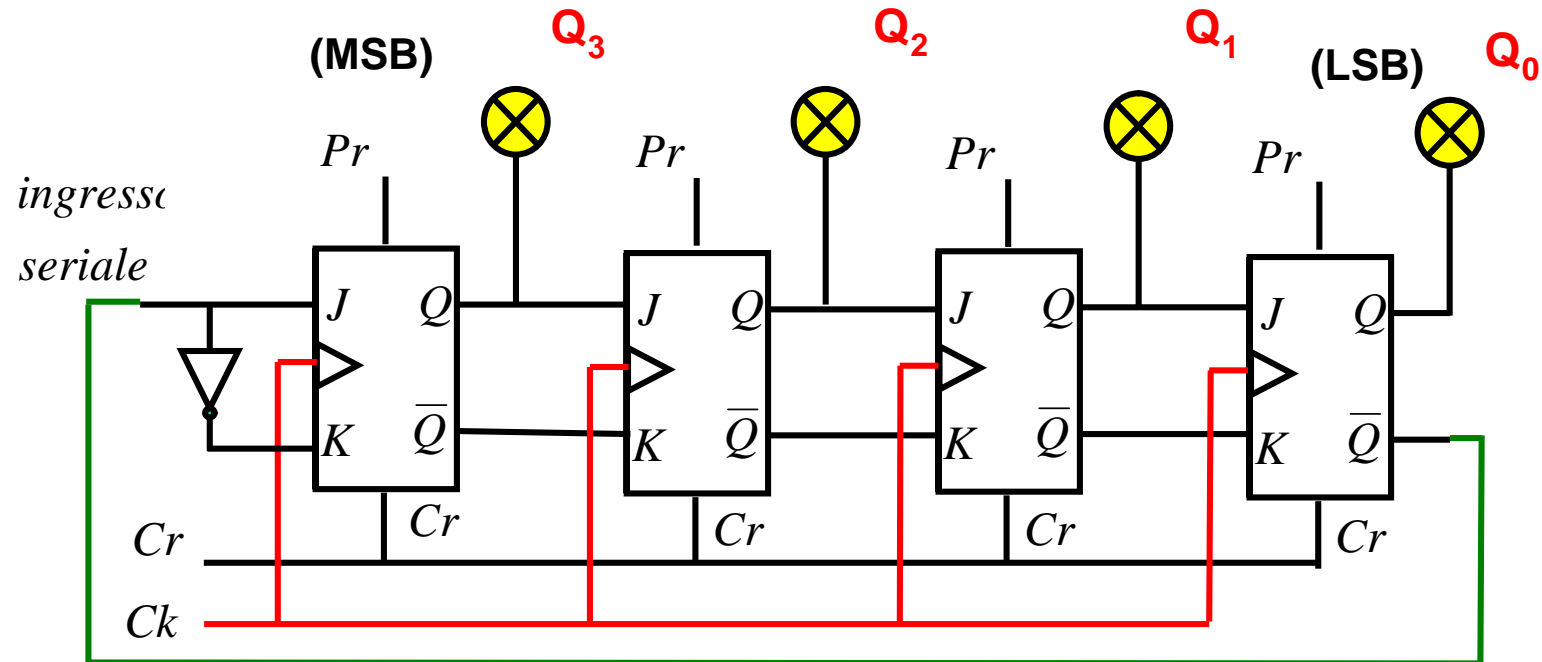 (MSB)
Q3
Q2
Q1
(LSB)
Q0
Pr
Pr
Pr
Pr
seriale
J
Q
J
Q
J
Q
J
Q
K
Q̅
K
Q̅
K
Q̅
K
Q̅
Cr
Cr
Cr
Cr
Cr
Ck